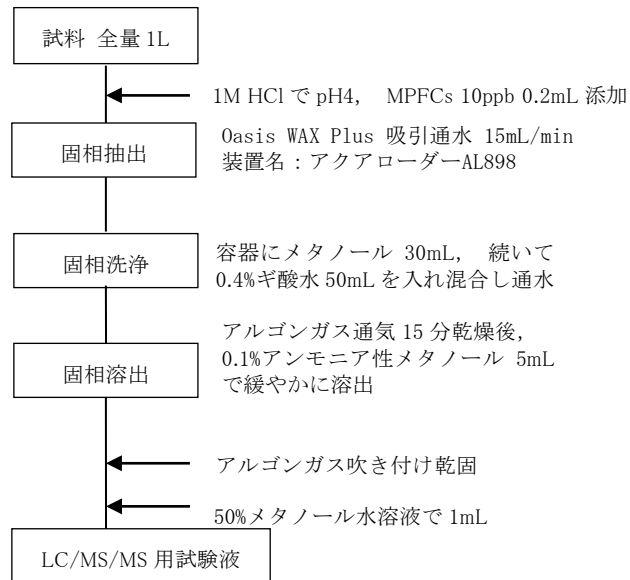 試料 全量 1L
1M HCl で pH4, MPFCs 10ppb 0.2mL 添加
固相抽出
Oasis WAX Plus 吸引通水 15mL/min
装置名：アクアローダーAL898
固相洗浄
容器にメタノール 30mL, 続いて
0.4%ギ酸水 50mL を入れ混合し通水
固相溶出
アルゴンガス通気 15 分乾燥後,
0.1%アンモニア性メタノール 5mL
で緩やかに溶出
アルゴンガス吹き付け乾固
50%メタノール水溶液で 1mL
LC/MS/MS 用試験液